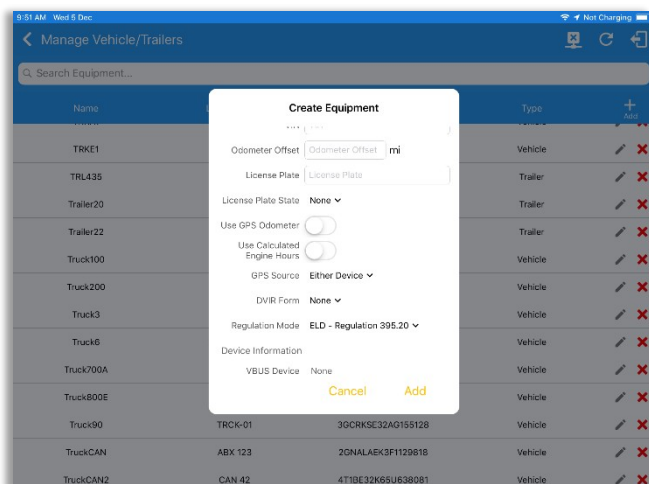 9:51 AM Wed 5 Dec
Not Charging
Manage Vehicle/Trailers
Search Equipment...
Name
Type
Add
Create Equipment
Odometer Offset Odometer Offset mi
License Plate License Plate
License Plate State None
Use GPS Odometer
Use Calculated
Engine Hours
GPS Source Either Device
DVIR Form None
Regulation Mode ELD - Regulation 395.20
Device Information
VBUS Device None
Cancel Add
TRKE1 Vehicle
TRL435 Trailer
Trailer20 Trailer
Trailer22 Trailer
Truck100 Vehicle
Truck200 Vehicle
Truck3 Vehicle
Truck6 Vehicle
Truck700A Vehicle
Truck800E Vehicle
Truck90 TRCK-01 3GCRKSE32AG155128 Vehicle
TruckCAN ABX 123 2GNALAEK3F1129818 Vehicle
TruckCAN2 CAN 42 4T1BE32K65U638081 Vehicle